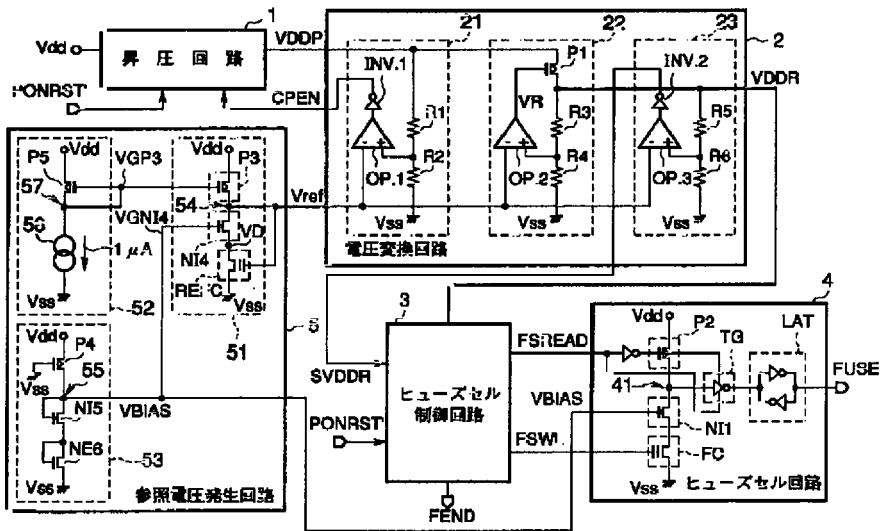 1
Vdd
昇圧回路
VDDP
PONRST
CPEN
21
22
23
2
INV.1
P1
INV.2
VDDR
VR
R1
R3
R5
R2
R4
R6
OP.1
OP.2
OP.3
Vss
Vss
Vss
電圧変換回路
Vref
Vdd
P5
VGP3
57
56
1μA
Vss
52
Vdd
P3
54
VGNI4
VD
NI4
REFC
Vss
51
5
Vdd
P4
Vss
55
VBIAS
NI5
NE6
Vss
53
参照電圧発生回路
3
SVDDR
PONRST
ヒューズセル
制御回路
FSREAD
FSWL
FEND
4
Vdd
P2
TG
LAT
FUSE
41
VBIAS
NI1
FC
Vss
ヒューズセル回路